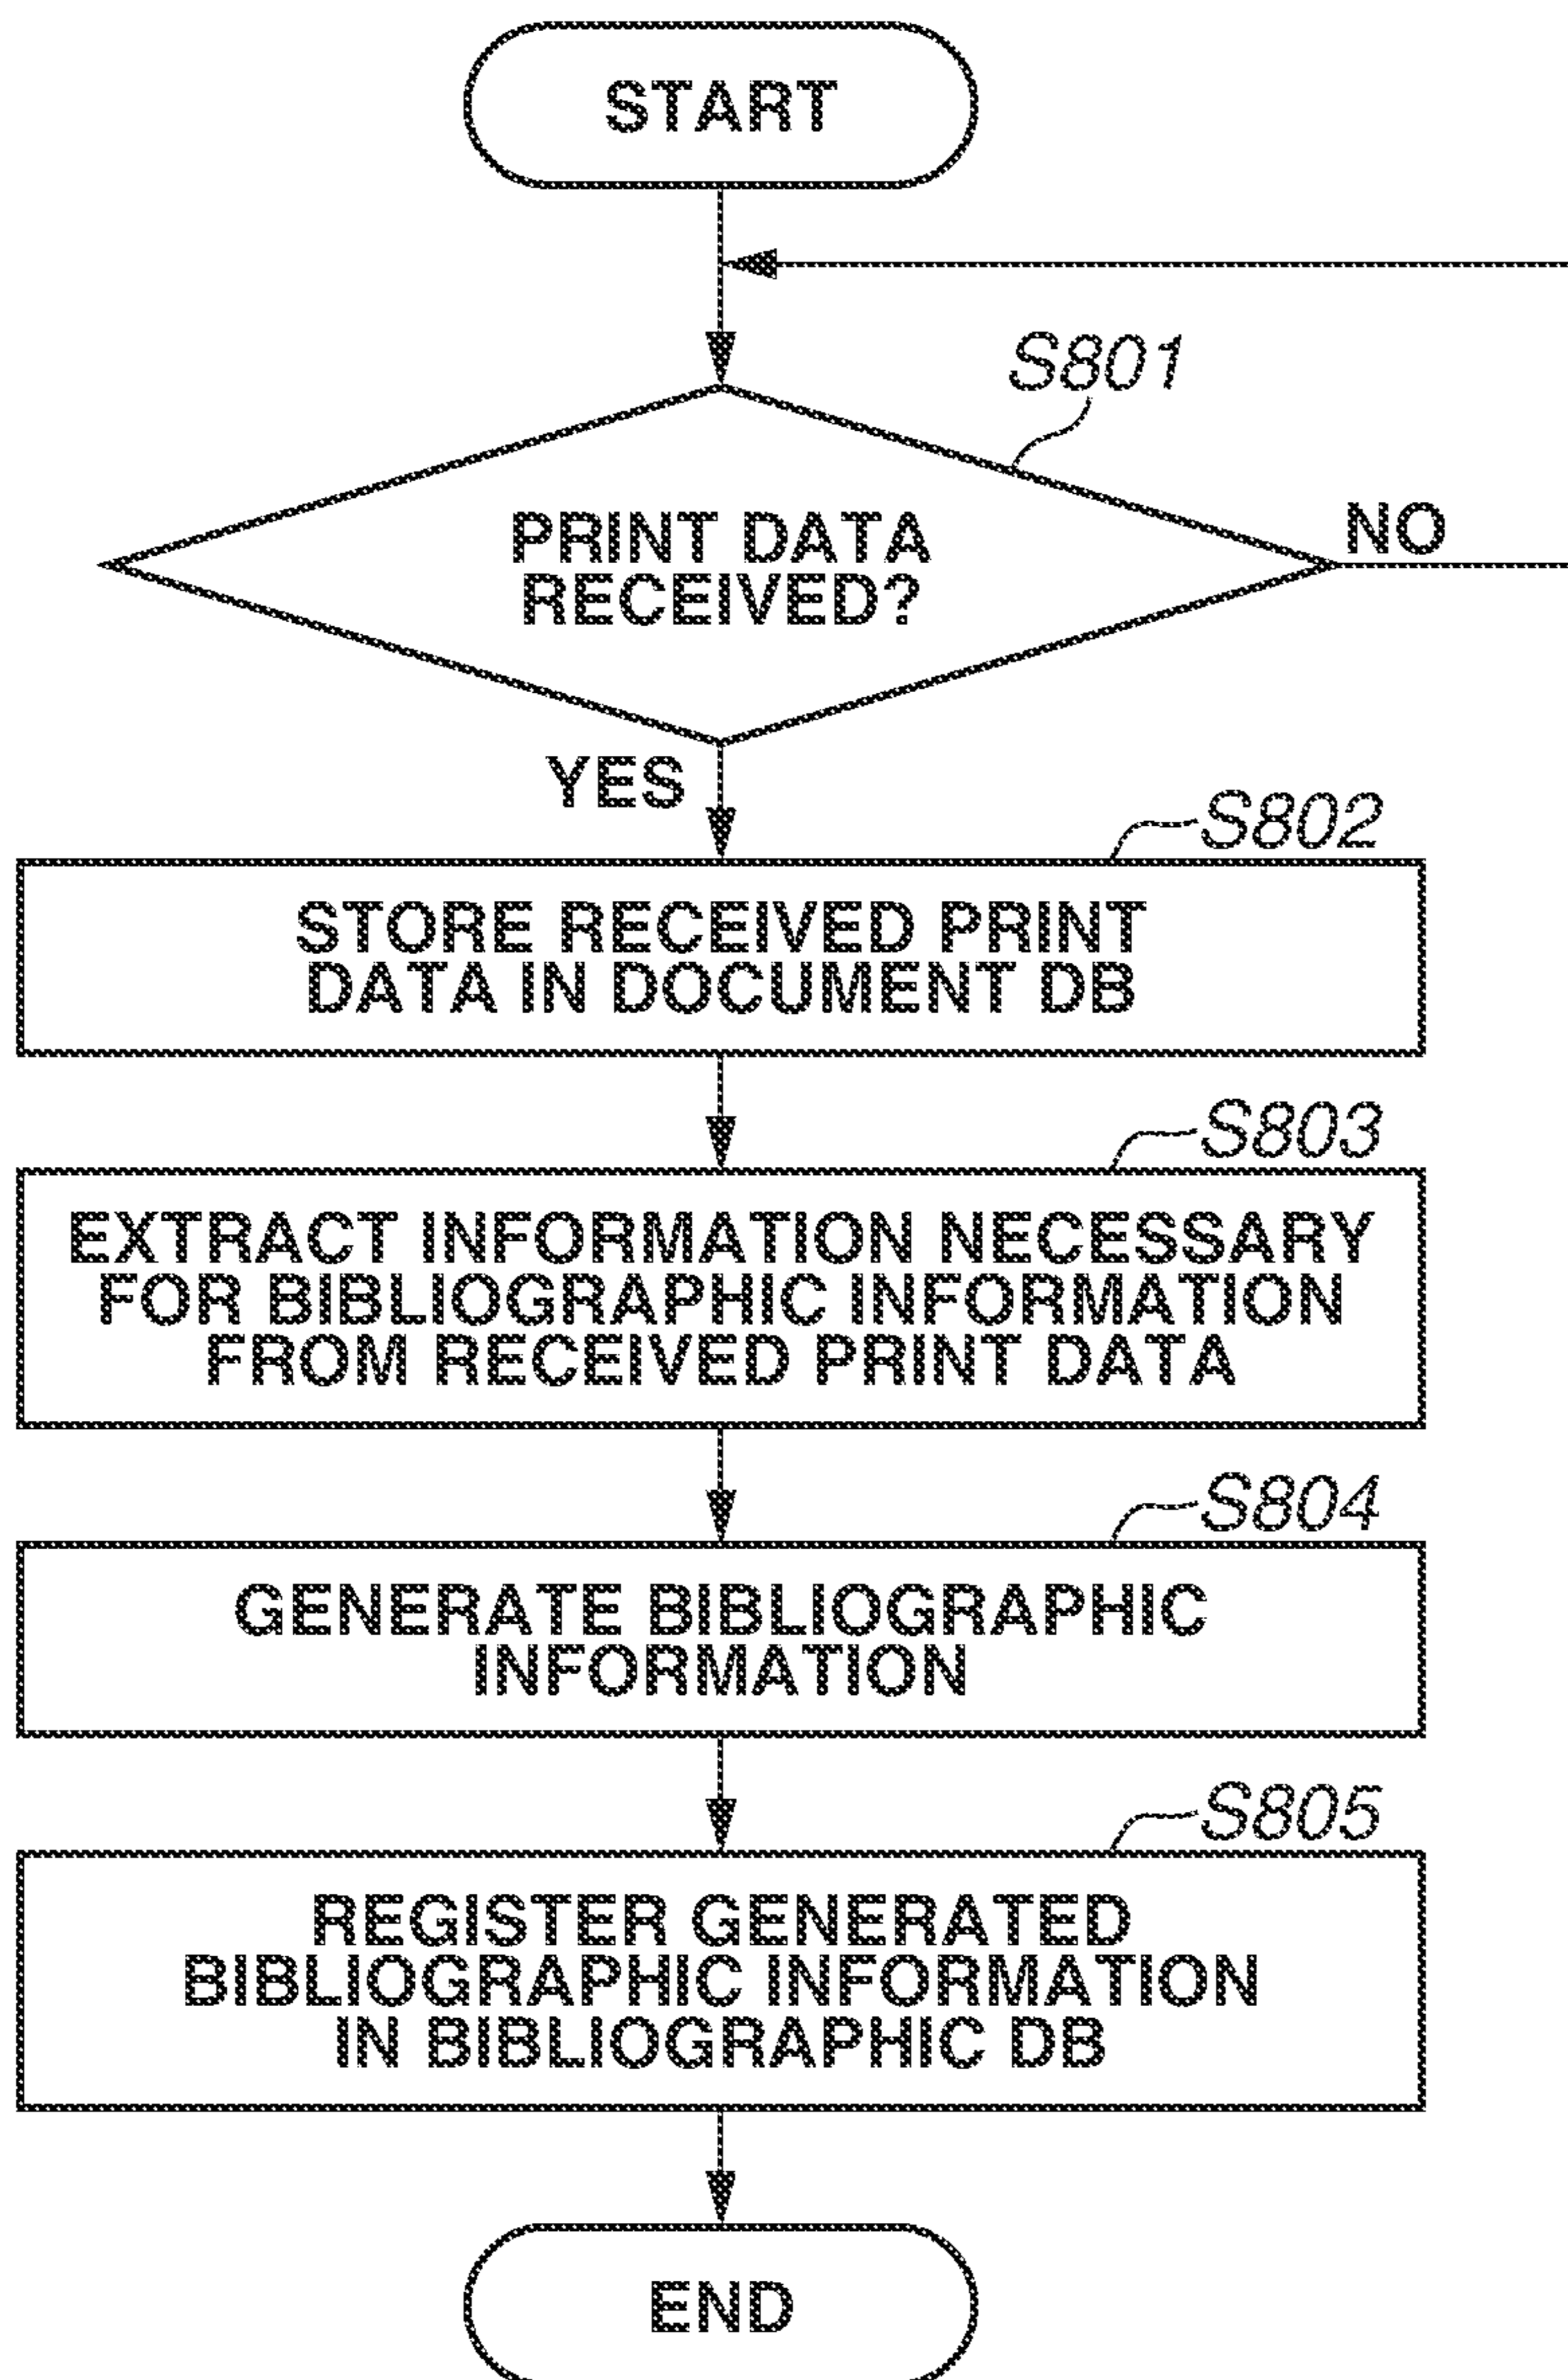 START
S801
PRINT DATA
RECEIVED?
NO
YES
S802
STORE RECEIVED PRINT
DATA IN DOCUMENT DB
S803
EXTRACT INFORMATION NECESSARY
FOR BIBLIOGRAPHIC INFORMATION
FROM RECEIVED PRINT DATA
S804
GENERATE BIBLIOGRAPHIC
INFORMATION
S805
REGISTER GENERATED
BIBLIOGRAPHIC INFORMATION
IN BIBLIOGRAPHIC DB
END